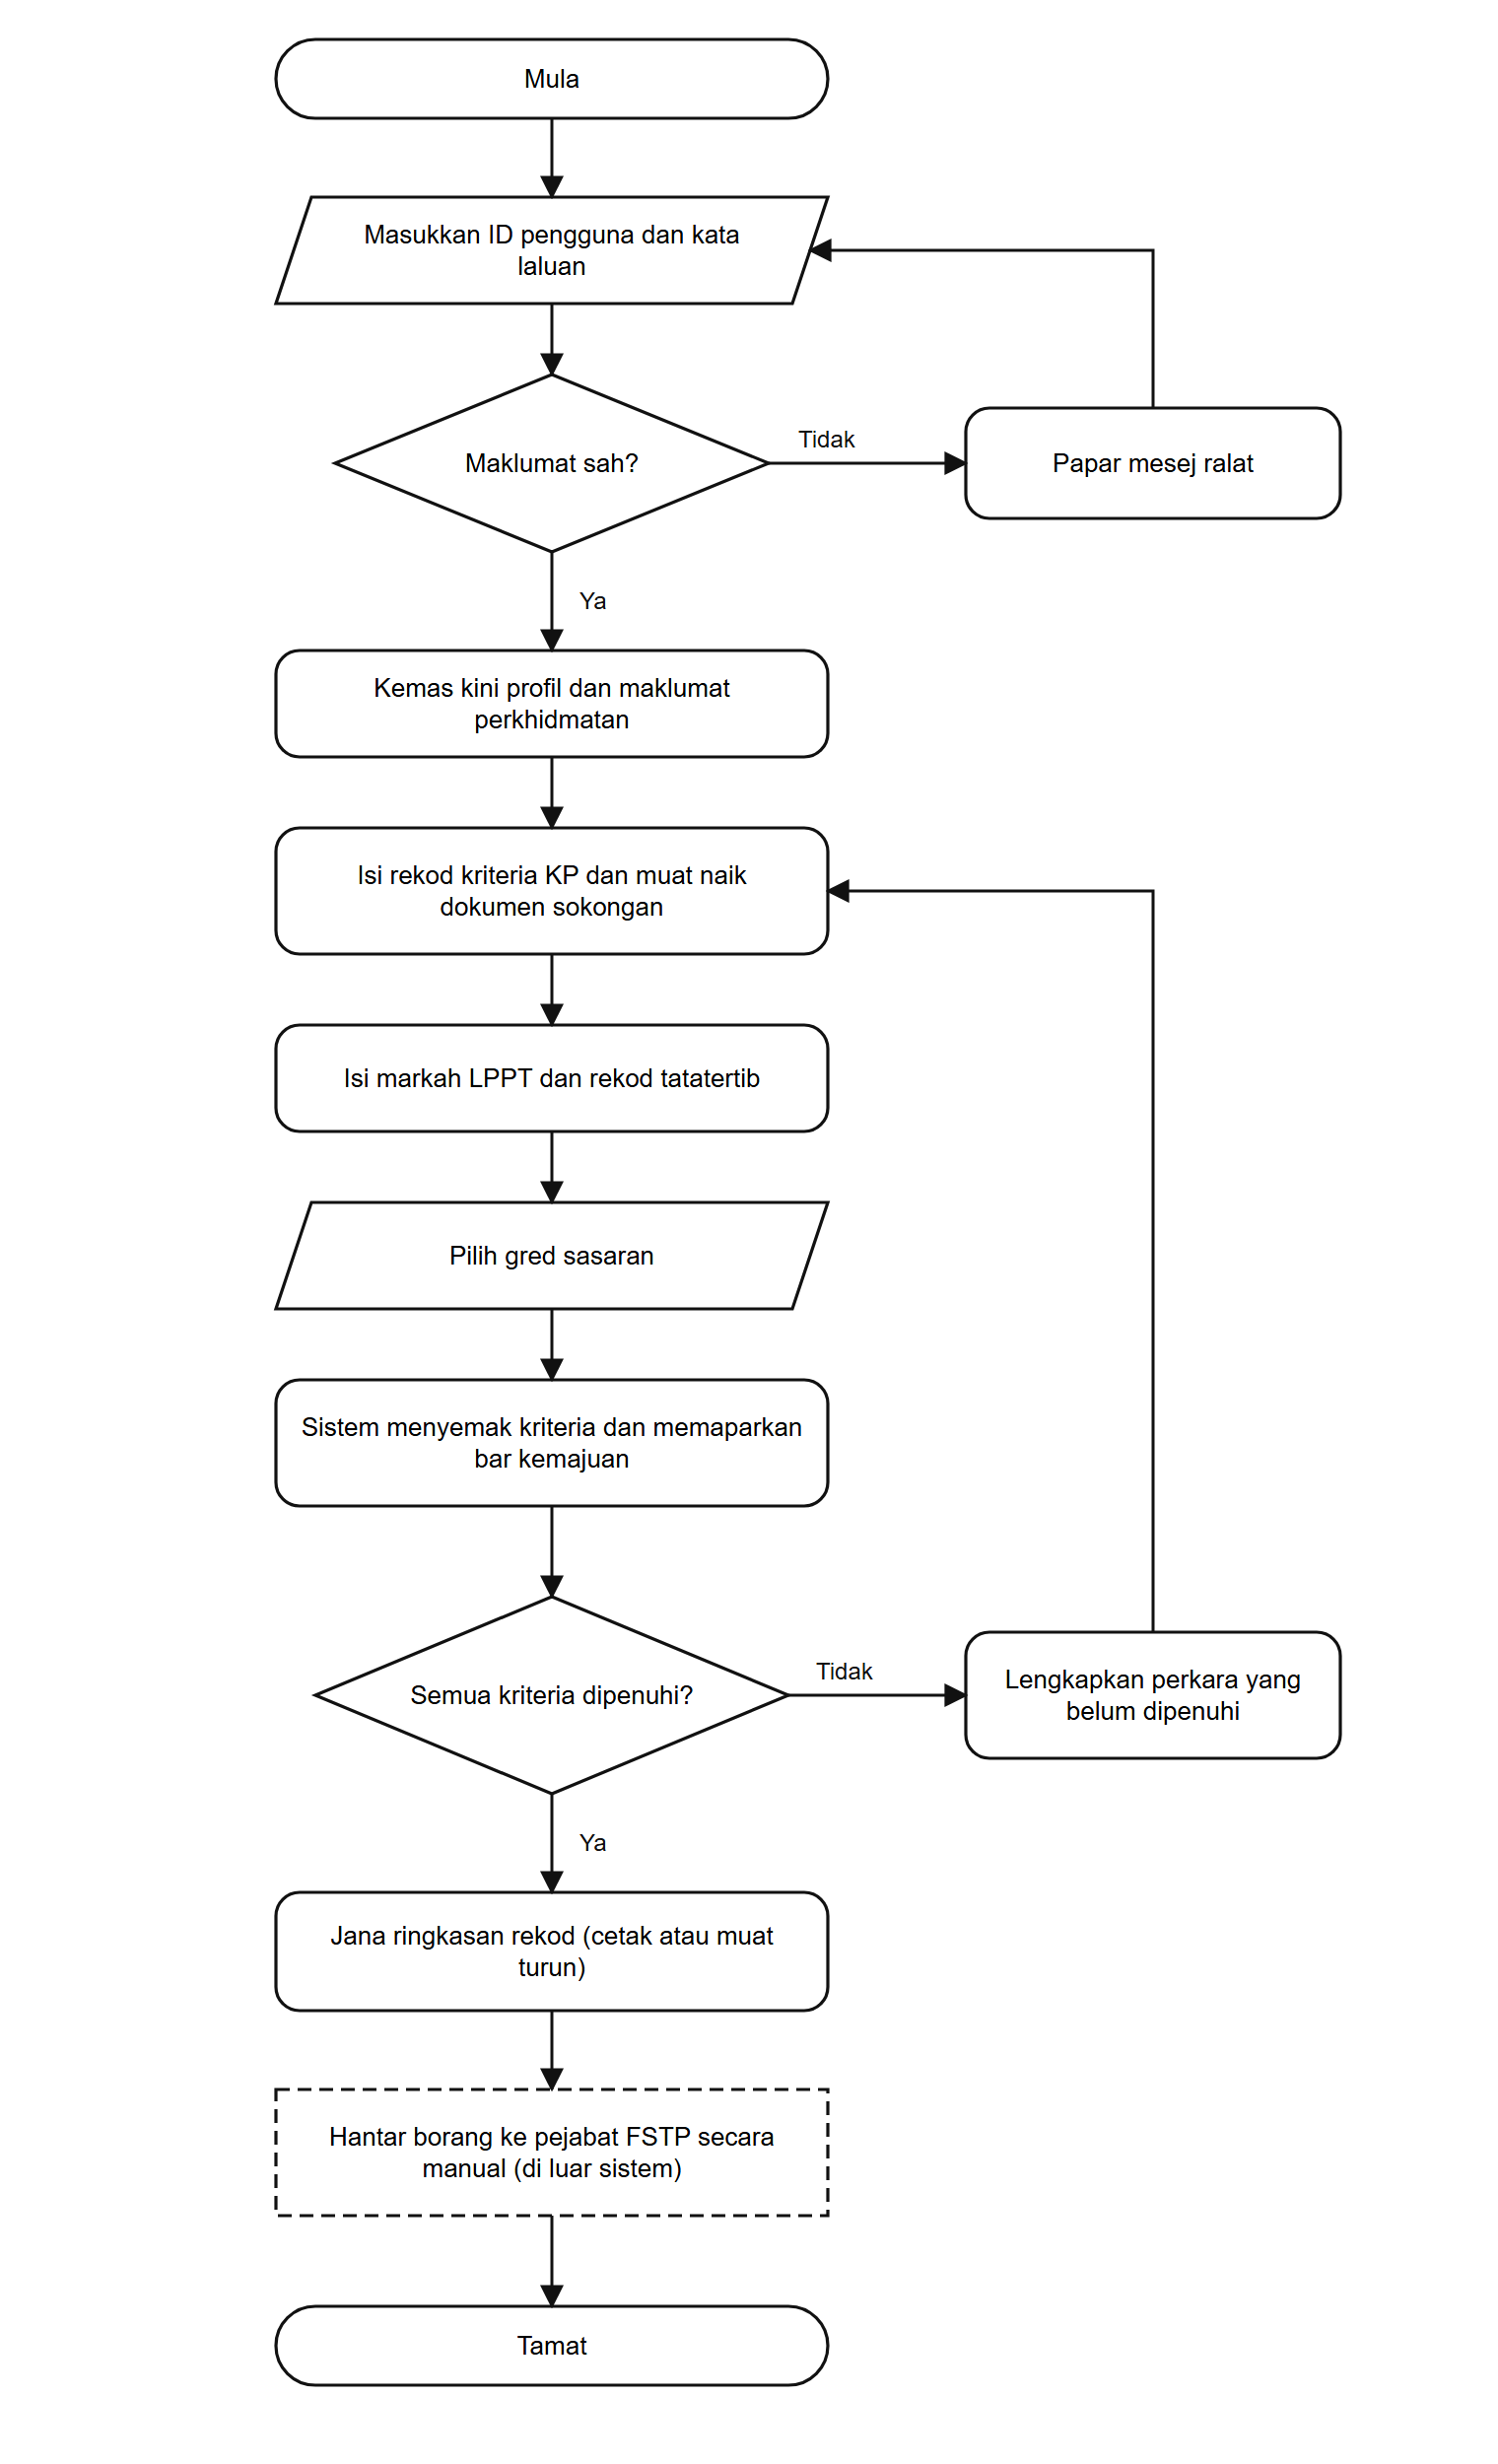 Mula
Masukkan ID pengguna dan kata
laluan
Maklumat sah?
Tidak
Papar mesej ralat
Ya
Kemas kini profil dan maklumat
perkhidmatan
Isi rekod kriteria KP dan muat naik
dokumen sokongan
Isi markah LPPT dan rekod tatatertib
Pilih gred sasaran
Sistem menyemak kriteria dan memaparkan
bar kemajuan
Semua kriteria dipenuhi?
Tidak
Lengkapkan perkara yang
belum dipenuhi
Ya
Jana ringkasan rekod (cetak atau muat
turun)
Hantar borang ke pejabat FSTP secara
manual (di luar sistem)
Tamat